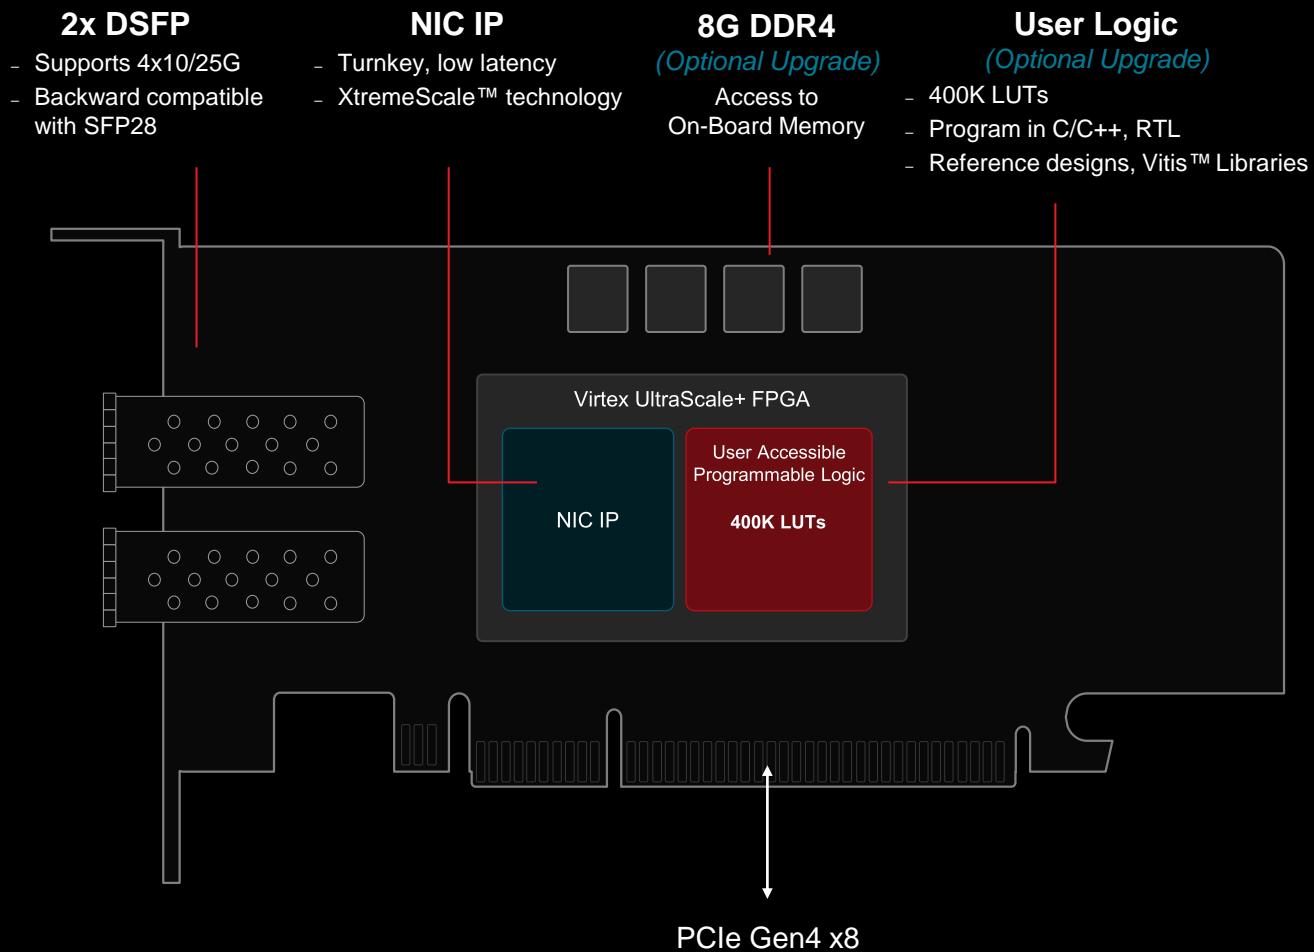 2x DSFP
– Supports 4x10/25G
– Backward compatible
with SFP28
NIC IP
– Turnkey, low latency
– XtremeScale™ technology
8G DDR4
(Optional Upgrade)
Access to
On-Board Memory
User Logic
(Optional Upgrade)
– 400K LUTs
– Program in C/C++, RTL
– Reference designs, Vitis™ Libraries
Virtex UltraScale+ FPGA
NIC IP
User Accessible
Programmable Logic
400K LUTs
PCIe Gen4 x8